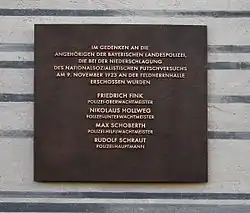 IM GEDENKEN AN DIE
ANGEHÖRIGEN DER BAYERISCHEN LANDESPOLIZEI,
DIE BEI DER NIEDERSCHLAGUNG
DES NATIONALSOZIALISTISCHEN PUTSCHVERSUCHS
AM 9. NOVEMBER 1923 AN DER FELDHERRNHALLE
ERSCHOSSEN WURDEN
FRIEDRICH FINK
POLIZEI-OBERWACHTMEISTER
NIKOLAUS HOLLWEG
POLIZEI-UNTERWACHTMEISTER
MAX SCHOBERTH
POLIZEI-HILFSWACHTMEISTER
RUDOLF SCHRAUT
POLIZEI-HAUPTMANN